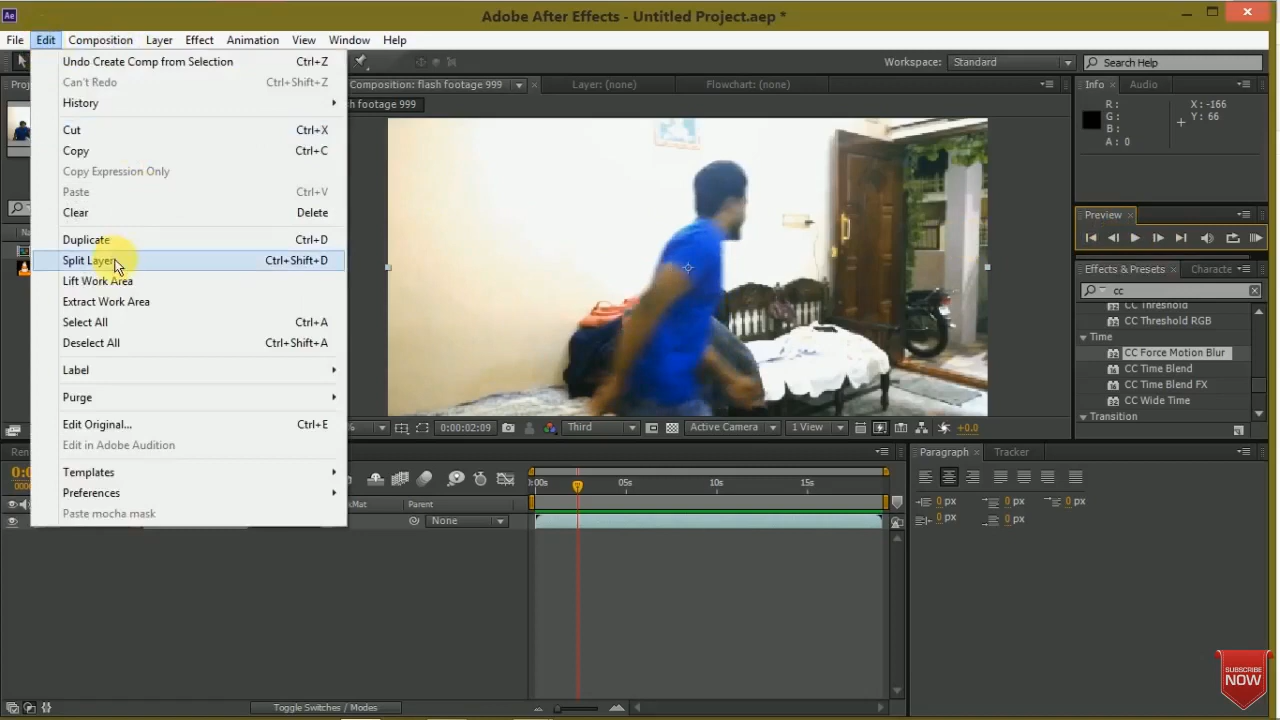 Ae
Adobe After Effects - Untitled Project.aep *
File Edit Composition Layer Effect Animation View Window Help
Undo Create Comp from Selection Ctrl+Z
Can't Redo Ctrl+Shift+Z
History
Cut Ctrl+X
Copy Ctrl+C
Copy Expression Only
Paste Ctrl+V
Clear Delete
Duplicate Ctrl+D
Split Layer Ctrl+Shift+D
Lift Work Area
Extract Work Area
Select All Ctrl+A
Deselect All Ctrl+Shift+A
Label
Purge
Edit Original... Ctrl+E
Edit in Adobe Audition
Templates
Preferences
Paste mocha mask
Workspace: Standard Search Help
Composition: flash footage 999 Layer: (none) Flowchart: (none)
flash footage 999
Info Audio
R: X: -166
G: Y: 66
B:
A: 0
Preview
Effects & Presets Characte
cc
CC Threshold
CC Threshold RGB
Time
CC Force Motion Blur
CC Time Blend
CC Time Blend FX
CC Wide Time
Transition
% 0:00:02:09 Third Active Camera 1 View +0.0
Paragraph Tracker
0 px 0 px 0 px
0 px 0 px
:00s 05s 10s 15s
Parent
None
Toggle Switches / Modes
SUBSCRIBE
NOW